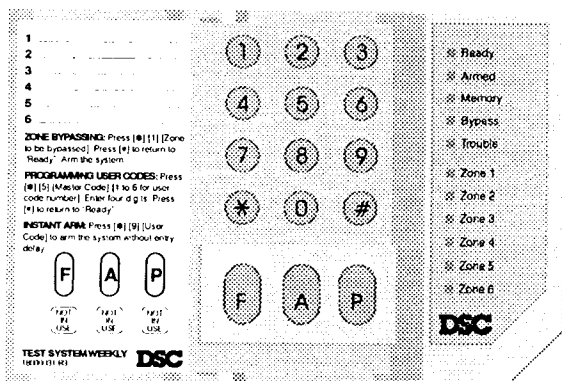 1
2
3
4
5
6
ZONE BYPASSING: Press [*] [1] [Zone
to be bypassed]. Press [#] to return to
"Ready". Arm the system.
PROGRAMMING USER CODES: Press
[*] [5] [Master Code] [1 to 6 for user
code number]. Enter four digits. Press
[#] to return to "Ready"
INSTANT ARM: Press [*] [9] [User
Code] to arm the system without entry
delay
F A P
NOT IN USE
NOT IN USE
NOT IN USE
TEST SYSTEM WEEKLY DSC
1 2 3
4 5 6
7 8 9
* 0 #
F A P
Ready
Armed
Memory
Bypass
Trouble
Zone 1
Zone 2
Zone 3
Zone 4
Zone 5
Zone 6
DSC